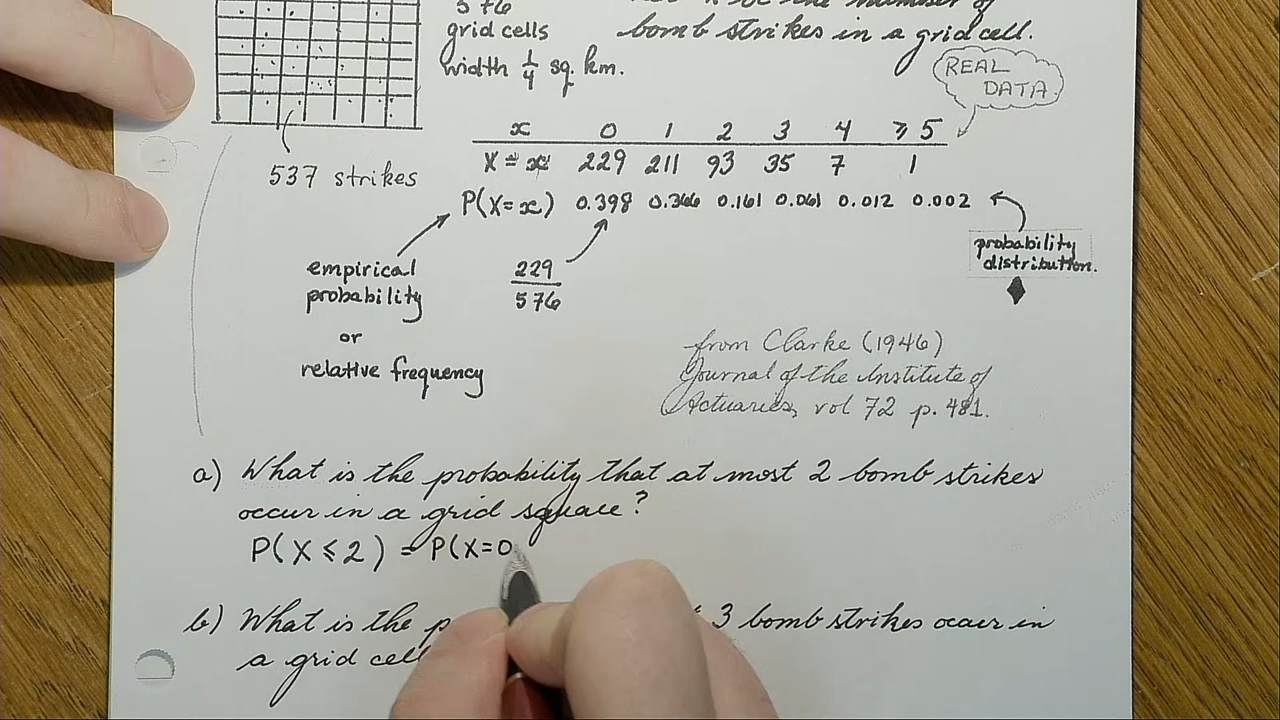 576
grid cells
width 1/4 sq. km.
number of
bomb strikes in a grid cell.
REAL
DATA
x 0 1 2 3 4 ⩾ 5
X = x 229 211 93 35 7 1
P(X=x) 0.398 0.366 0.161 0.061 0.012 0.002
537 strikes
probability
distribution.
empirical
probability
or
relative frequency
229
576
from Clarke (1946)
Journal of the Institute of
Actuaries, vol 72 p. 481.
a) What is the probability that at most 2 bomb strikes
occur in a grid square?
P(X ⩽ 2) = P(X=0
b) What is the p 3 bomb strikes occur in
a grid cell